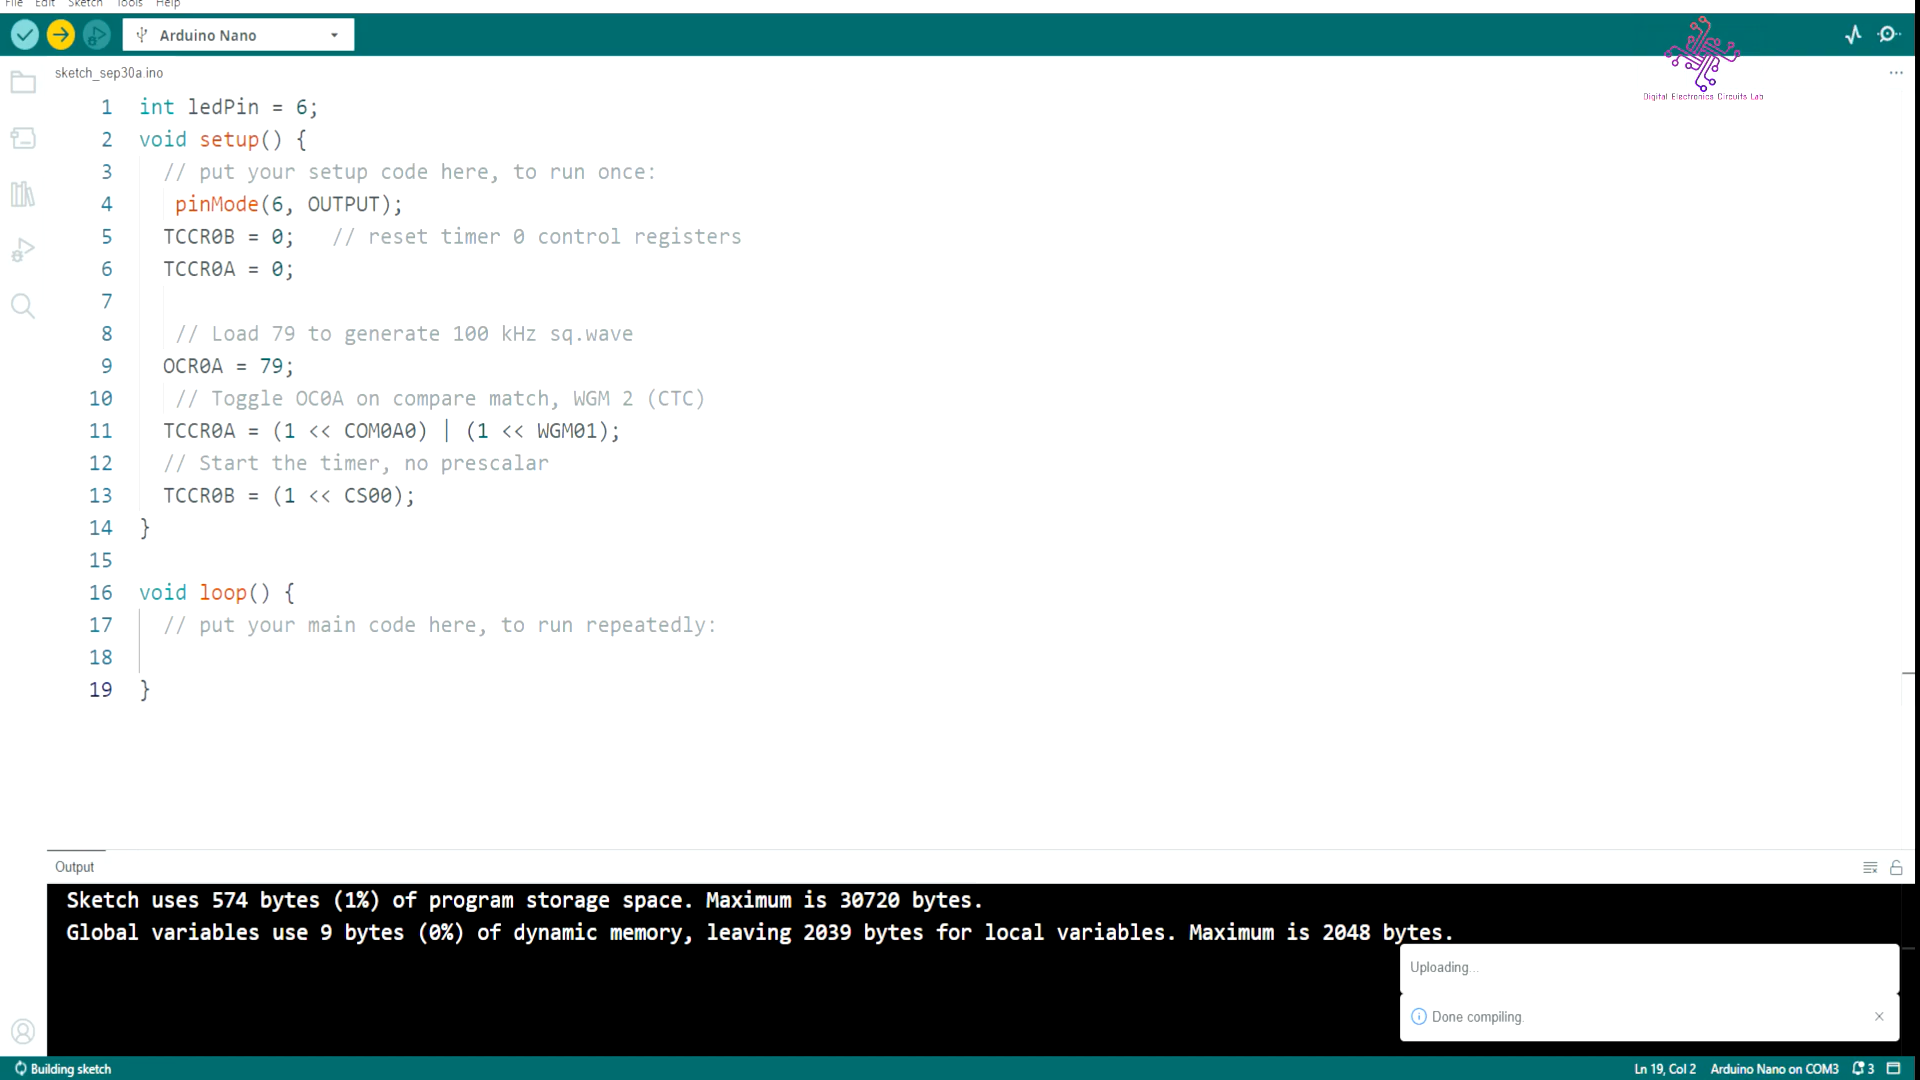 File Edit Sketch Tools Help
Arduino Nano
Digital Electronics Circuits Lab
sketch_sep30a.ino
1 int ledPin = 6;
2 void setup() {
3 // put your setup code here, to run once:
4 pinMode(6, OUTPUT);
5 TCCR0B = 0; // reset timer 0 control registers
6 TCCR0A = 0;
7
8 // Load 79 to generate 100 kHz sq.wave
9 OCR0A = 79;
10 // Toggle OC0A on compare match, WGM 2 (CTC)
11 TCCR0A = (1 << COM0A0) | (1 << WGM01);
12 // Start the timer, no prescalar
13 TCCR0B = (1 << CS00);
14 }
15
16 void loop() {
17 // put your main code here, to run repeatedly:
18
19 }
Output
Sketch uses 574 bytes (1%) of program storage space. Maximum is 30720 bytes.
Global variables use 9 bytes (0%) of dynamic memory, leaving 2039 bytes for local variables. Maximum is 2048 bytes.
Uploading...
Done compiling.
Building sketch
Ln 19, Col 2 Arduino Nano on COM3 3